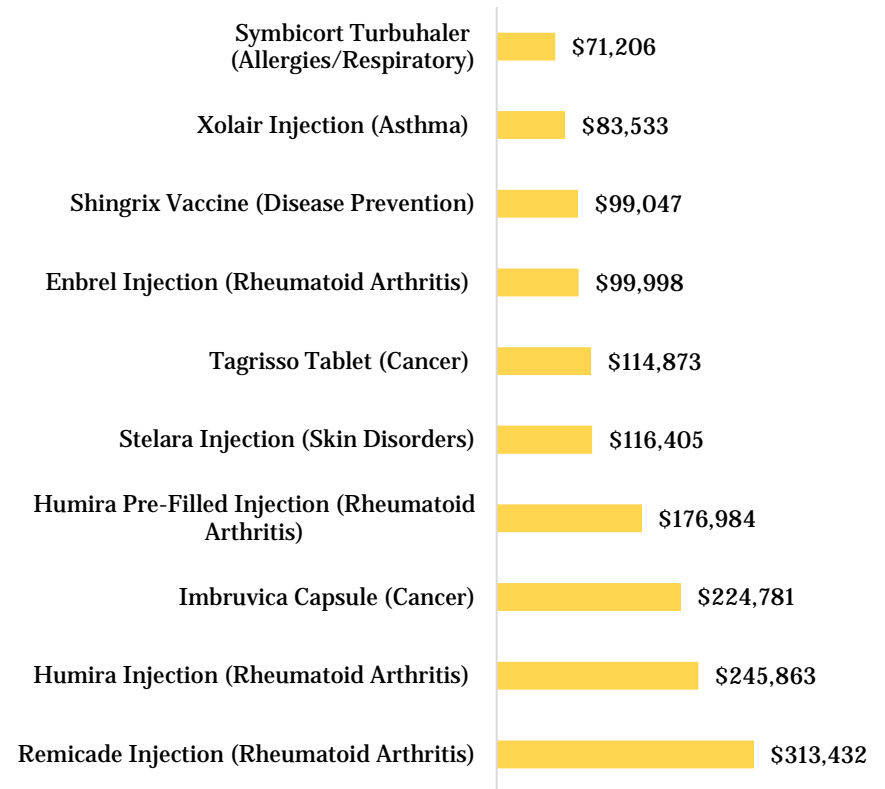 Symbicort Turbuhaler
(Allergies/Respiratory)
$71,206
Xolair Injection (Asthma)
$83,533
Shingrix Vaccine (Disease Prevention)
$99,047
Enbrel Injection (Rheumatoid Arthritis)
$99,998
Tagrisso Tablet (Cancer)
$114,873
Stelara Injection (Skin Disorders)
$116,405
Humira Pre-Filled Injection (Rheumatoid
Arthritis)
$176,984
Imbruvica Capsule (Cancer)
$224,781
Humira Injection (Rheumatoid Arthritis)
$245,863
Remicade Injection (Rheumatoid Arthritis)
$313,432